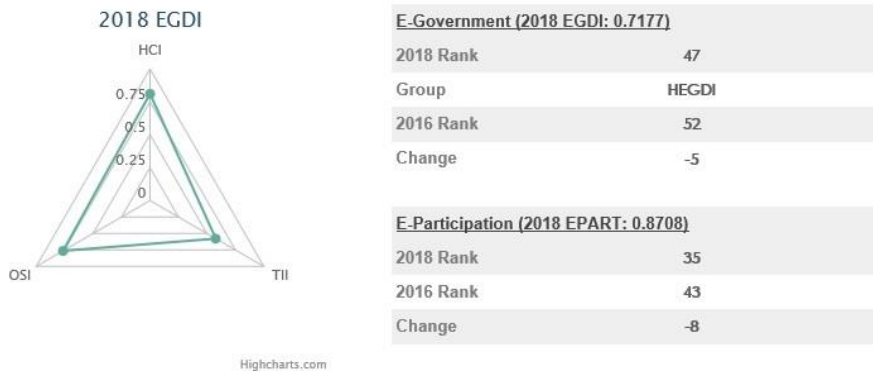 2018 EGDI
HCI
0.75
0.5
0.25
0
OSI
TII
Highcharts.com
E-Government (2018 EGDI: 0.7177)
2018 Rank 47
Group HEGDI
2016 Rank 52
Change -5
E-Participation (2018 EPART: 0.8708)
2018 Rank 35
2016 Rank 43
Change -8